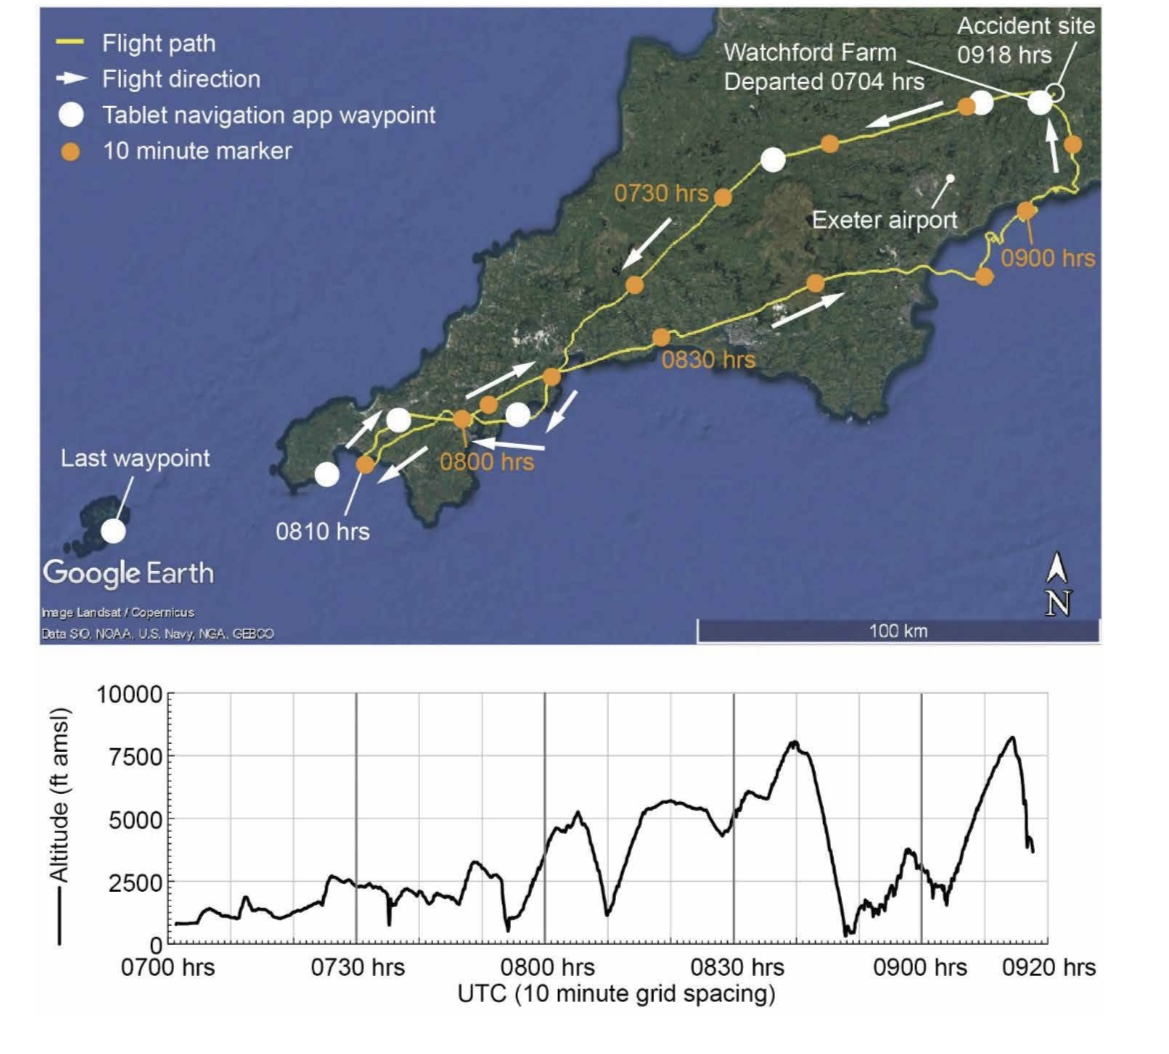 Flight path
Flight direction
Tablet navigation app waypoint
10 minute marker
Accident site
0918 hrs
Watchford Farm
Departed 0704 hrs
0730 hrs
Exeter airport
0900 hrs
0830 hrs
0800 hrs
Last waypoint
0810 hrs
Google Earth
Image Landsat / Copernicus
Data SIO, NOAA, U.S. Navy, NGA, GEBCO
N
100 km
Altitude (ft amsl)
10000
7500
5000
2500
0
0700 hrs 0730 hrs 0800 hrs 0830 hrs 0900 hrs 0920 hrs
UTC (10 minute grid spacing)